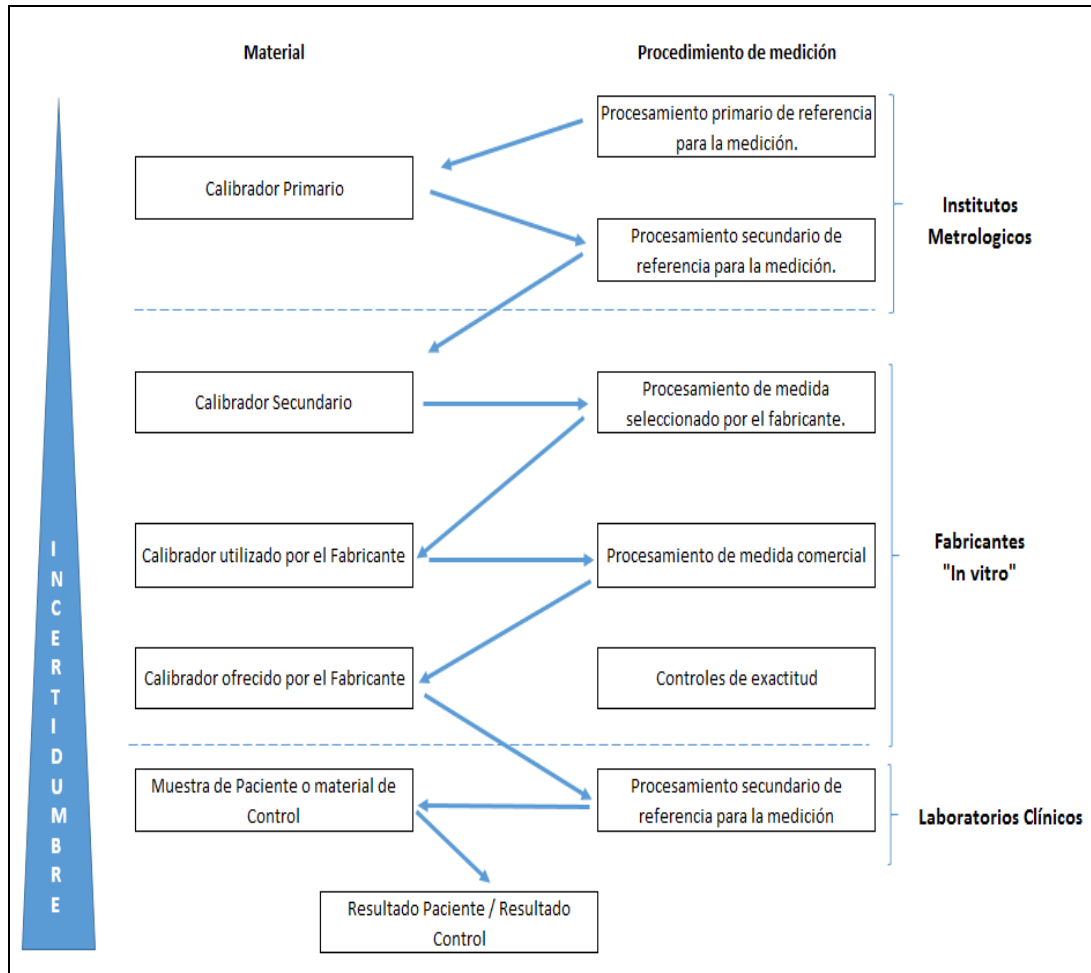 Material
Procedimiento de medición
Procesamiento primario de referencia
para la medición.
Calibrador Primario
Institutos
Metrologicos
Procesamiento secundario de
referencia para la medición.
Calibrador Secundario
Procesamiento de medida
seleccionado por el fabricante.
Calibrador utilizado por el Fabricante
Procesamiento de medida comercial
Fabricantes
"In vitro"
Calibrador ofrecido por el Fabricante
Controles de exactitud
Muestra de Paciente o material de
Control
Procesamiento secundario de
referencia para la medición
Laboratorios Clínicos
Resultado Paciente / Resultado
Control
INCERTIDUMBRE